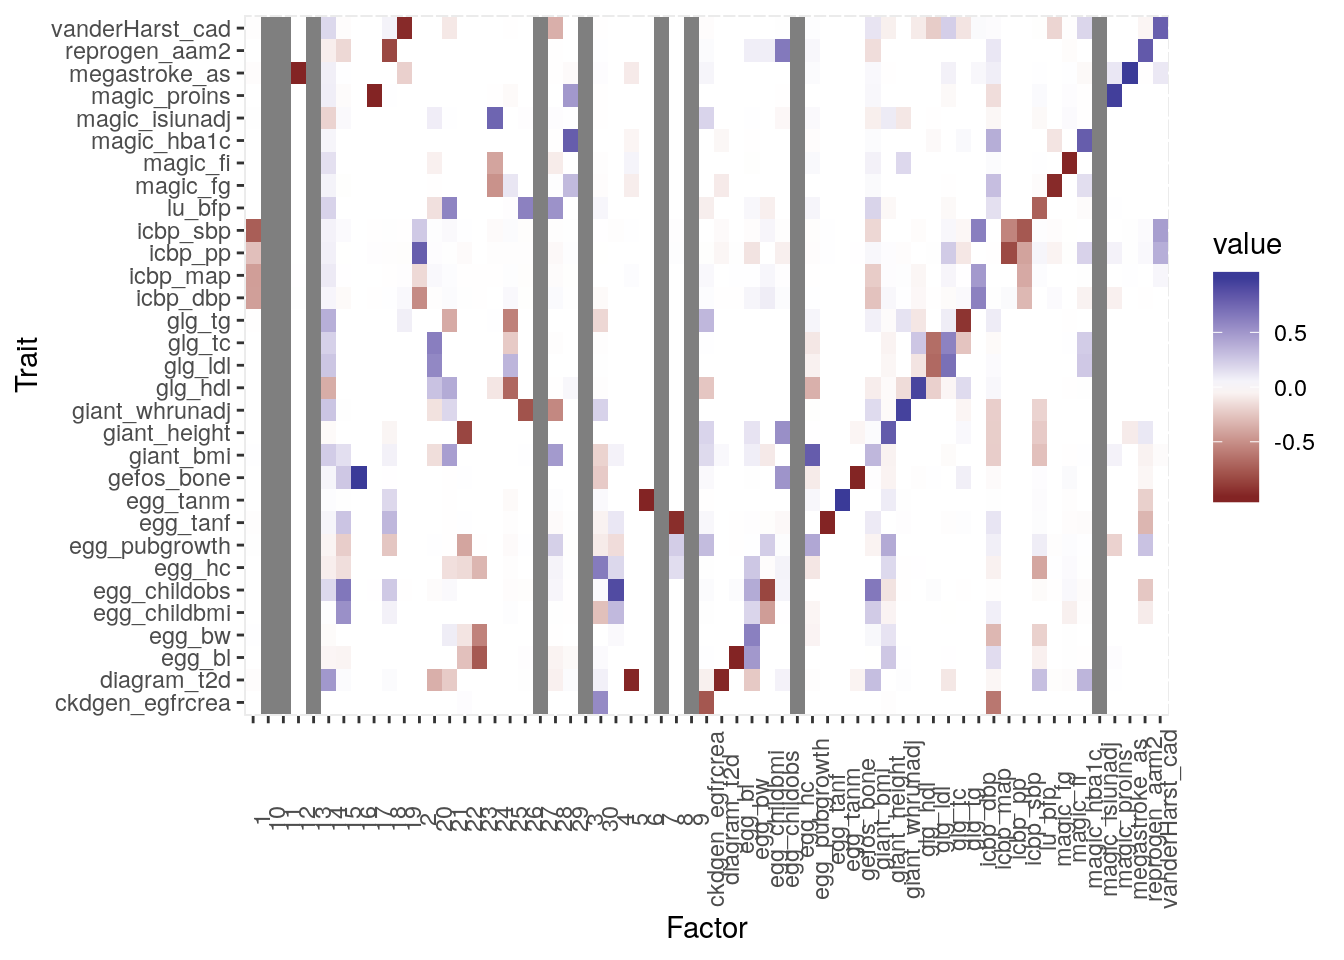 vanderHarst_cad
reprogen_aam2
megastroke_as
magic_proins
magic_isiunadj
magic_hba1c
magic_fi
magic_fg
lu_bfp
icbp_sbp
icbp_pp
icbp_map
icbp_dbp
glg_tg
glg_tc
glg_ldl
glg_hdl
giant_whrunadj
giant_height
giant_bmi
gefos_bone
egg_tanm
egg_tanf
egg_pubgrowth
egg_hc
egg_childobs
egg_childbmi
egg_bw
egg_bl
diagram_t2d
ckdgen_egfrcrea
Trait
1
10
11
12
13
14
15
16
17
18
19
2
20
21
22
23
24
25
26
27
28
29
3
30
4
5
6
7
8
9
ckdgen_egfrcrea
diagram_t2d
egg_bl
egg_bw
egg_childbmi
egg_childobs
egg_hc
egg_pubgrowth
egg_tanf
egg_tanm
gefos_bone
giant_bmi
giant_height
giant_whrunadj
glg_hdl
glg_ldl
glg_tc
glg_tg
icbp_dbp
icbp_map
icbp_pp
icbp_sbp
lu_bfp
magic_fg
magic_fi
magic_hba1c
magic_isiunadj
magic_proins
megastroke_as
reprogen_aam2
vanderHarst_cad
Factor
value
0.5
0.0
-0.5